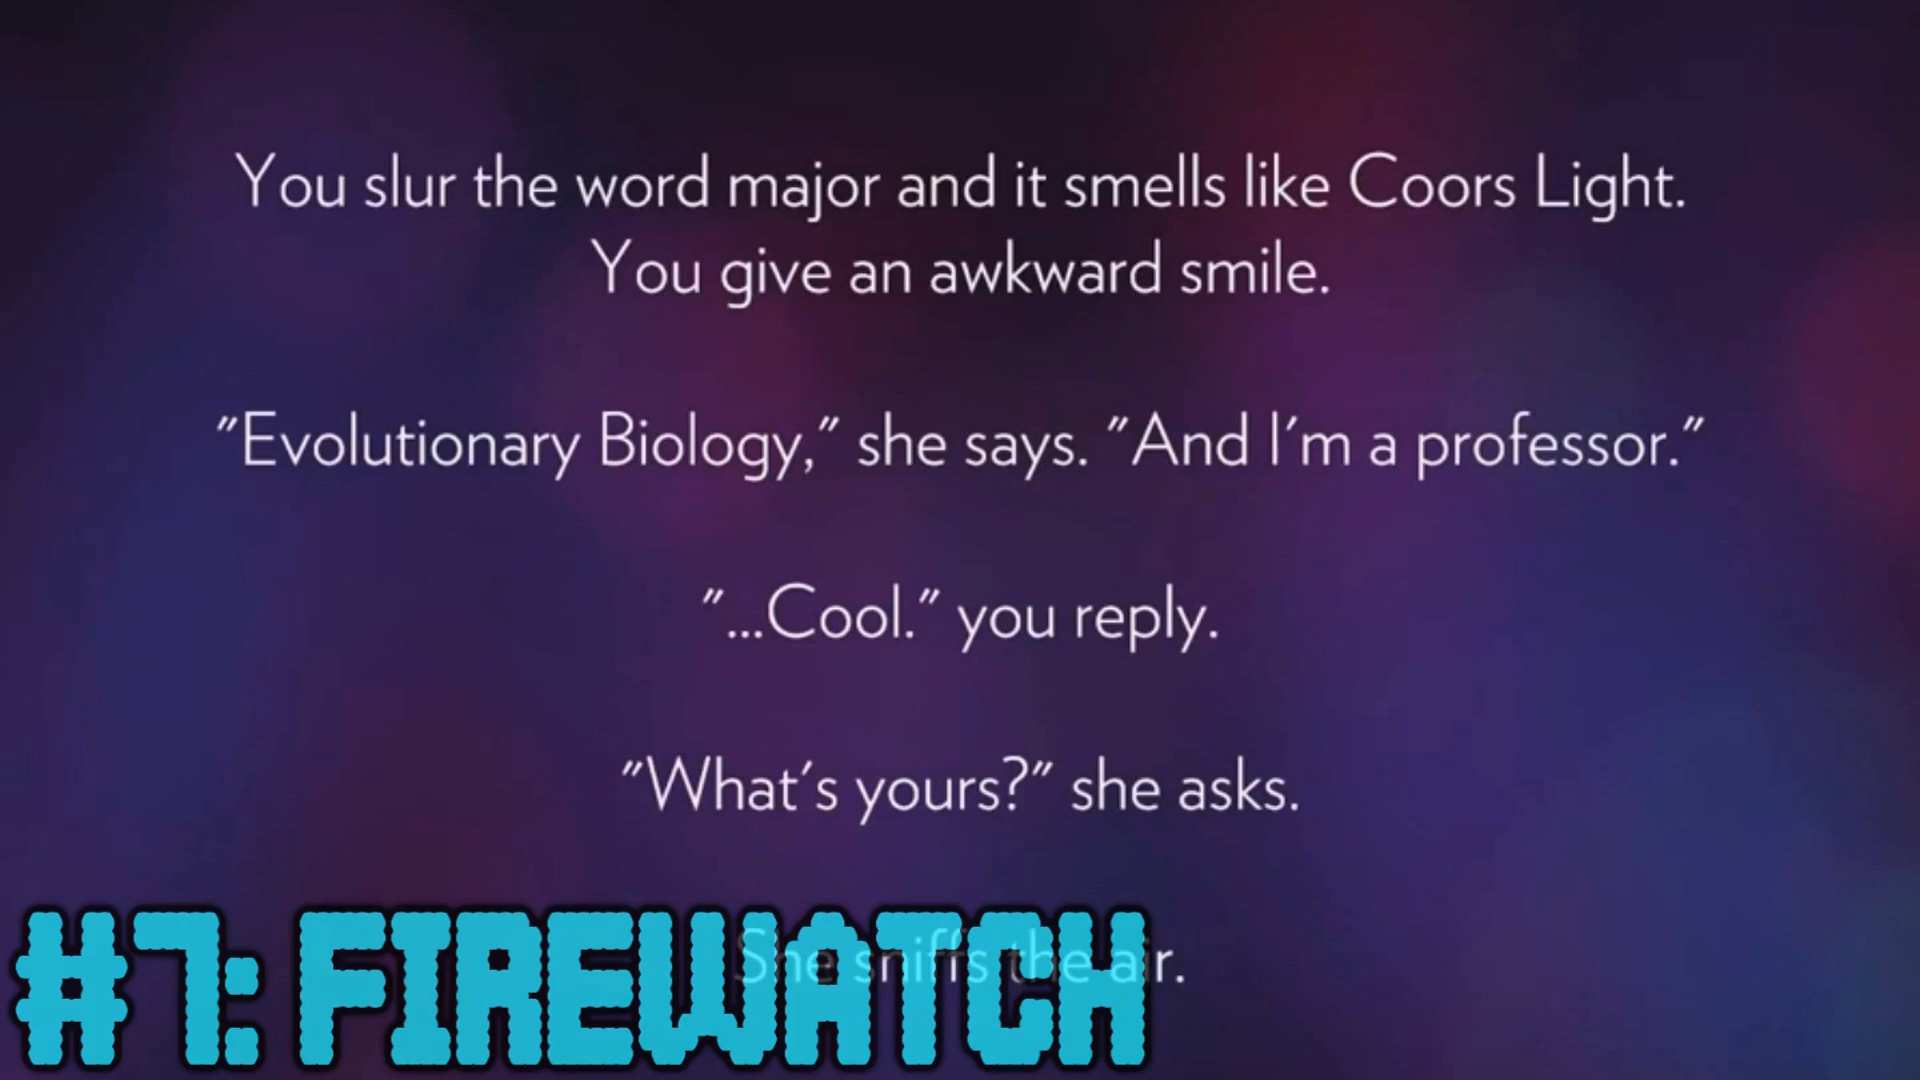 You slur the word major and it smells like Coors Light.
You give an awkward smile.
"Evolutionary Biology," she says. "And I'm a professor."
"...Cool." you reply.
"What's yours?" she asks.
She sniffs the air.
#7: FIREWATCH